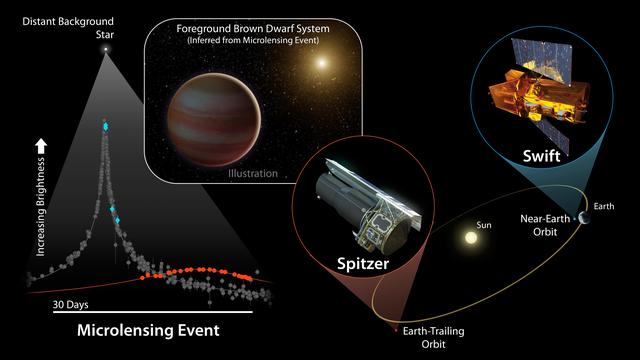 Distant Background
Star
Foreground Brown Dwarf System
(Inferred from Microlensing Event)
Illustration
Increasing Brightness
30 Days
Microlensing Event
Spitzer
Swift
Sun
Earth
Near-Earth
Orbit
Earth-Trailing
Orbit